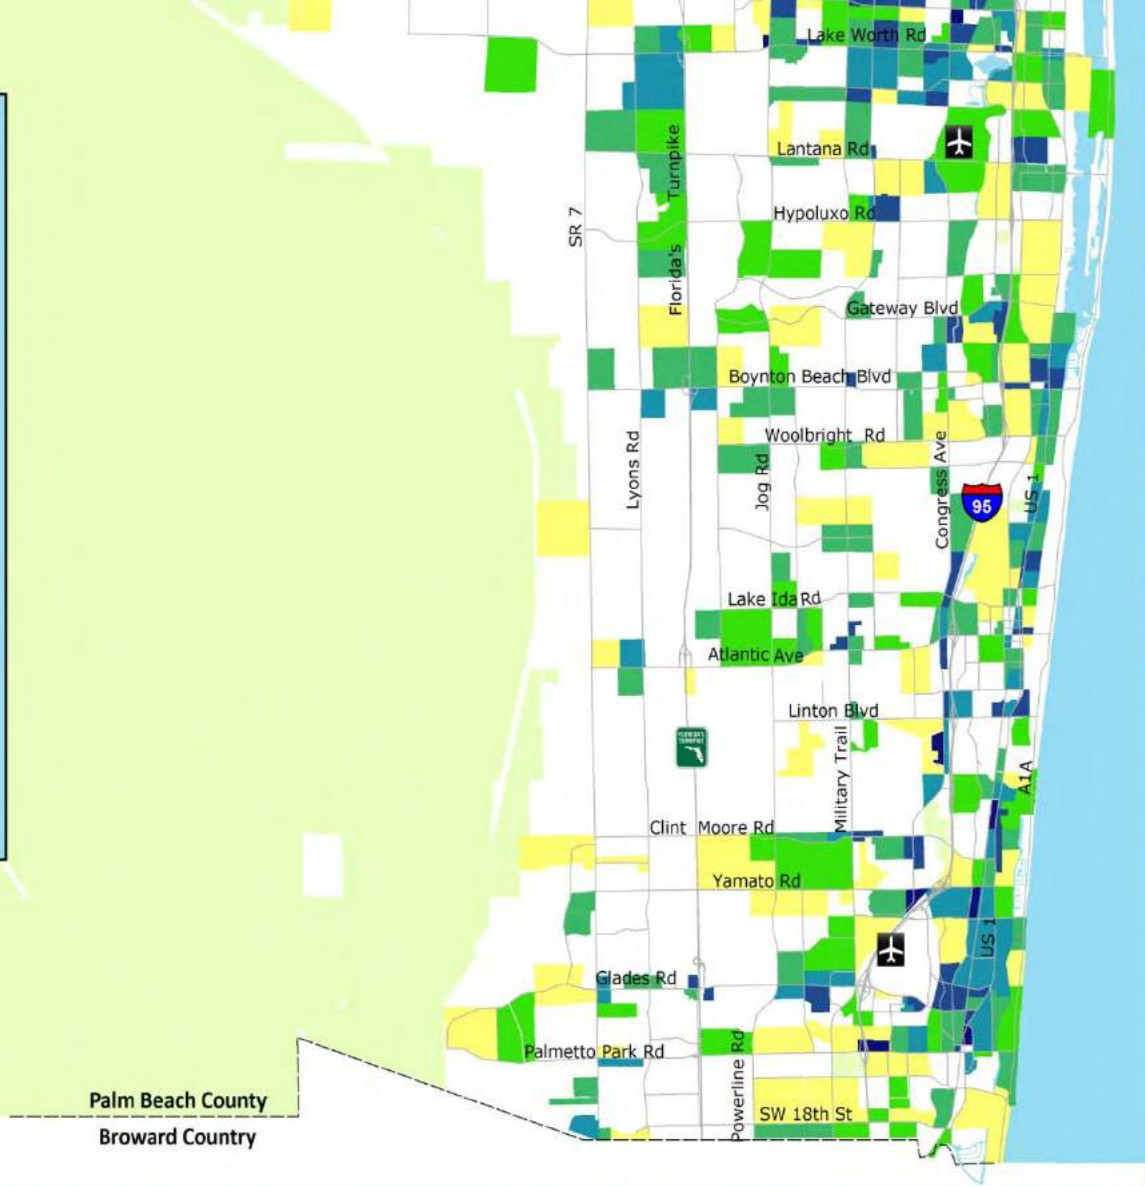 Lake Worth Rd
Florida's Turnpike
Lantana Rd
SR 7
Hypoluxo Rd
Gateway Blvd
Boynton Beach Blvd
Woolbright Rd
Lyons Rd
Jog Rd
Congress Ave
95
US 1
Lake Ida Rd
Atlantic Ave
Linton Blvd
FLORIDA'S
TURNPIKE
Military Trail
A1A
Clint Moore Rd
Yamato Rd
US 1
Glades Rd
Palmetto Park Rd
Powerline Rd
SW 18th St
Palm Beach County
Broward Country